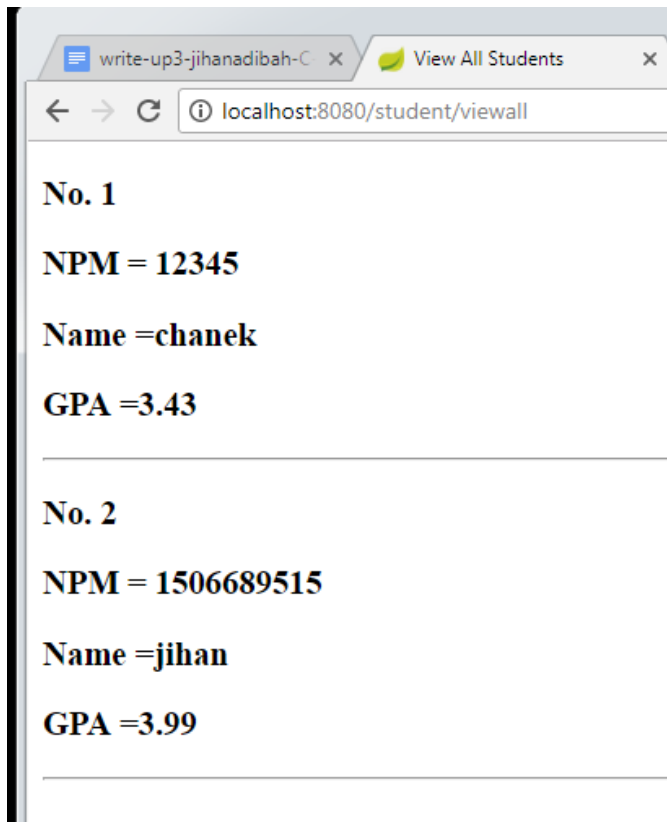 write-up3-jihanadibah-C
View All Students
localhost:8080/student/viewall
No. 1
NPM = 12345
Name =chanek
GPA =3.43
No. 2
NPM = 1506689515
Name =jihan
GPA =3.99